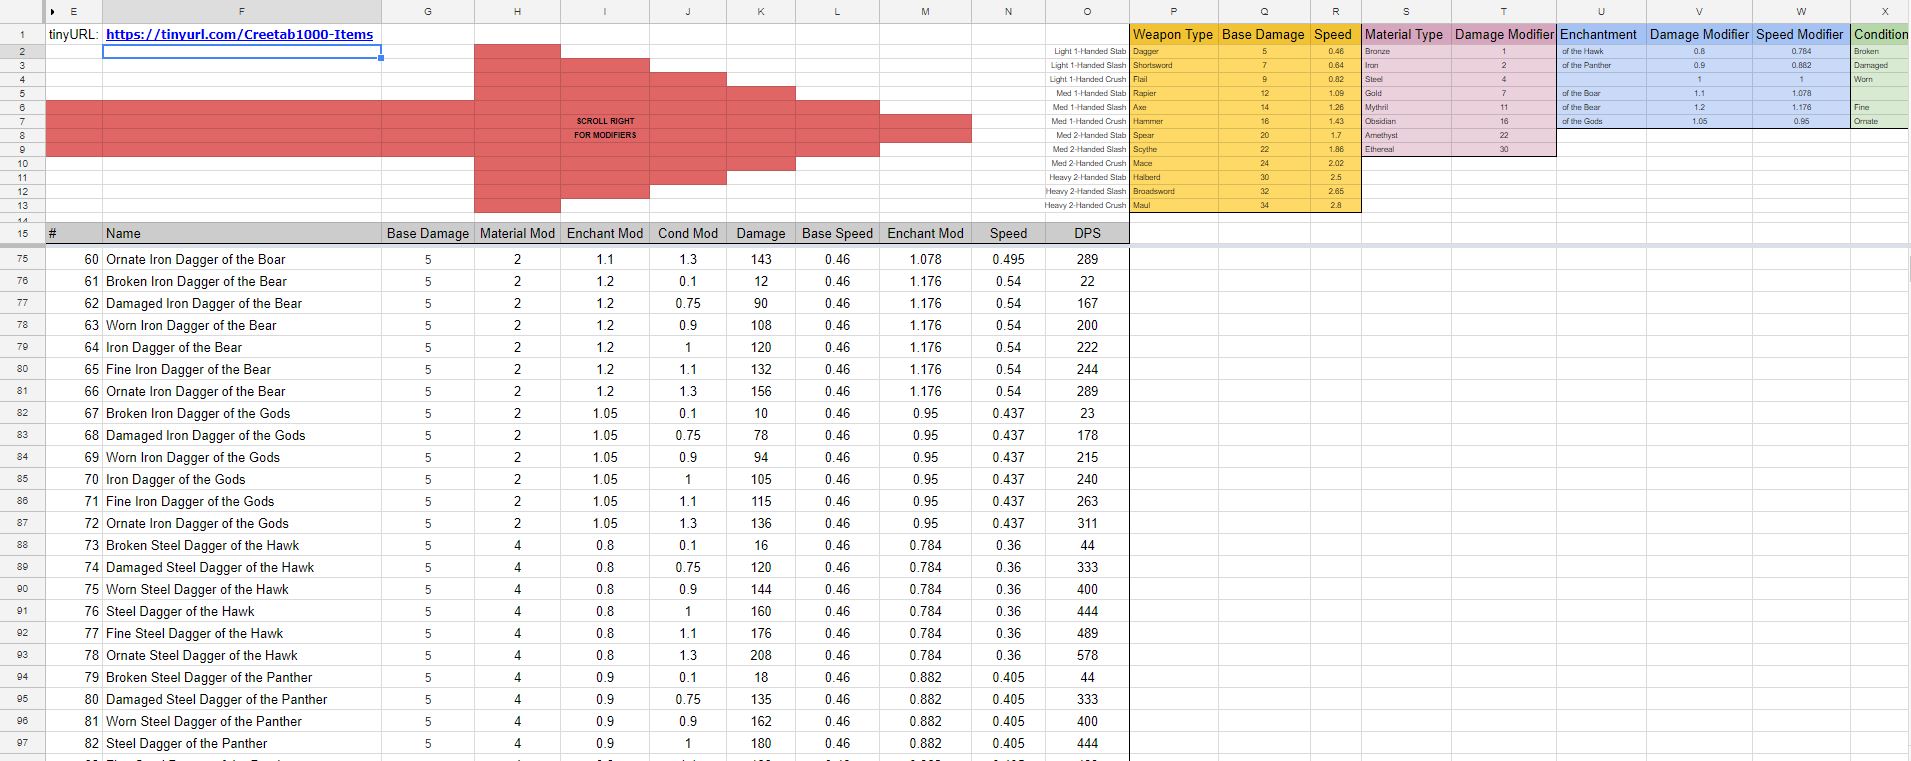 E F G H I J K L M N O P Q R S T U V W X
1 tinyURL: https://tinyurl.com/Creetab1000-Items Weapon Type Base Damage Speed Material Type Damage Modifier Enchantment Damage Modifier Speed Modifier Condition
2 Light 1-Handed Stab Dagger 5 0.46 Bronze 1 of the Hawk 0.8 0.784 Broken
3 Light 1-Handed Slash Shortsword 7 0.64 Iron 2 of the Panther 0.9 0.882 Damaged
4 Light 1-Handed Crush Flail 9 0.82 Steel 4 1 1 Worn
5 Med 1-Handed Stab Rapier 12 1.09 Gold 7 of the Boar 1.1 1.078
6 Med 1-Handed Slash Axe 14 1.26 Mythril 11 of the Bear 1.2 1.176 Fine
7 SCROLL RIGHT Med 1-Handed Crush Hammer 16 1.43 Obsidian 16 of the Gods 1.05 0.95 Ornate
8 FOR MODIFIERS Med 2-Handed Stab Spear 20 1.7 Amethyst 22
9 Med 2-Handed Slash Scythe 22 1.86 Ethereal 30
10 Med 2-Handed Crush Mace 24 2.02
11 Heavy 2-Handed Stab Halberd 30 2.5
12 Heavy 2-Handed Slash Broadsword 32 2.65
13 Heavy 2-Handed Crush Maul 34 2.8
14
15 # Name Base Damage Material Mod Enchant Mod Cond Mod Damage Base Speed Enchant Mod Speed DPS
75 60 Ornate Iron Dagger of the Boar 5 2 1.1 1.3 143 0.46 1.078 0.495 289
76 61 Broken Iron Dagger of the Bear 5 2 1.2 0.1 12 0.46 1.176 0.54 22
77 62 Damaged Iron Dagger of the Bear 5 2 1.2 0.75 90 0.46 1.176 0.54 167
78 63 Worn Iron Dagger of the Bear 5 2 1.2 0.9 108 0.46 1.176 0.54 200
79 64 Iron Dagger of the Bear 5 2 1.2 1 120 0.46 1.176 0.54 222
80 65 Fine Iron Dagger of the Bear 5 2 1.2 1.1 132 0.46 1.176 0.54 244
81 66 Ornate Iron Dagger of the Bear 5 2 1.2 1.3 156 0.46 1.176 0.54 289
82 67 Broken Iron Dagger of the Gods 5 2 1.05 0.1 10 0.46 0.95 0.437 23
83 68 Damaged Iron Dagger of the Gods 5 2 1.05 0.75 78 0.46 0.95 0.437 178
84 69 Worn Iron Dagger of the Gods 5 2 1.05 0.9 94 0.46 0.95 0.437 215
85 70 Iron Dagger of the Gods 5 2 1.05 1 105 0.46 0.95 0.437 240
86 71 Fine Iron Dagger of the Gods 5 2 1.05 1.1 115 0.46 0.95 0.437 263
87 72 Ornate Iron Dagger of the Gods 5 2 1.05 1.3 136 0.46 0.95 0.437 311
88 73 Broken Steel Dagger of the Hawk 5 4 0.8 0.1 16 0.46 0.784 0.36 44
89 74 Damaged Steel Dagger of the Hawk 5 4 0.8 0.75 120 0.46 0.784 0.36 333
90 75 Worn Steel Dagger of the Hawk 5 4 0.8 0.9 144 0.46 0.784 0.36 400
91 76 Steel Dagger of the Hawk 5 4 0.8 1 160 0.46 0.784 0.36 444
92 77 Fine Steel Dagger of the Hawk 5 4 0.8 1.1 176 0.46 0.784 0.36 489
93 78 Ornate Steel Dagger of the Hawk 5 4 0.8 1.3 208 0.46 0.784 0.36 578
94 79 Broken Steel Dagger of the Panther 5 4 0.9 0.1 18 0.46 0.882 0.405 44
95 80 Damaged Steel Dagger of the Panther 5 4 0.9 0.75 135 0.46 0.882 0.405 333
96 81 Worn Steel Dagger of the Panther 5 4 0.9 0.9 162 0.46 0.882 0.405 400
97 82 Steel Dagger of the Panther 5 4 0.9 1 180 0.46 0.882 0.405 444